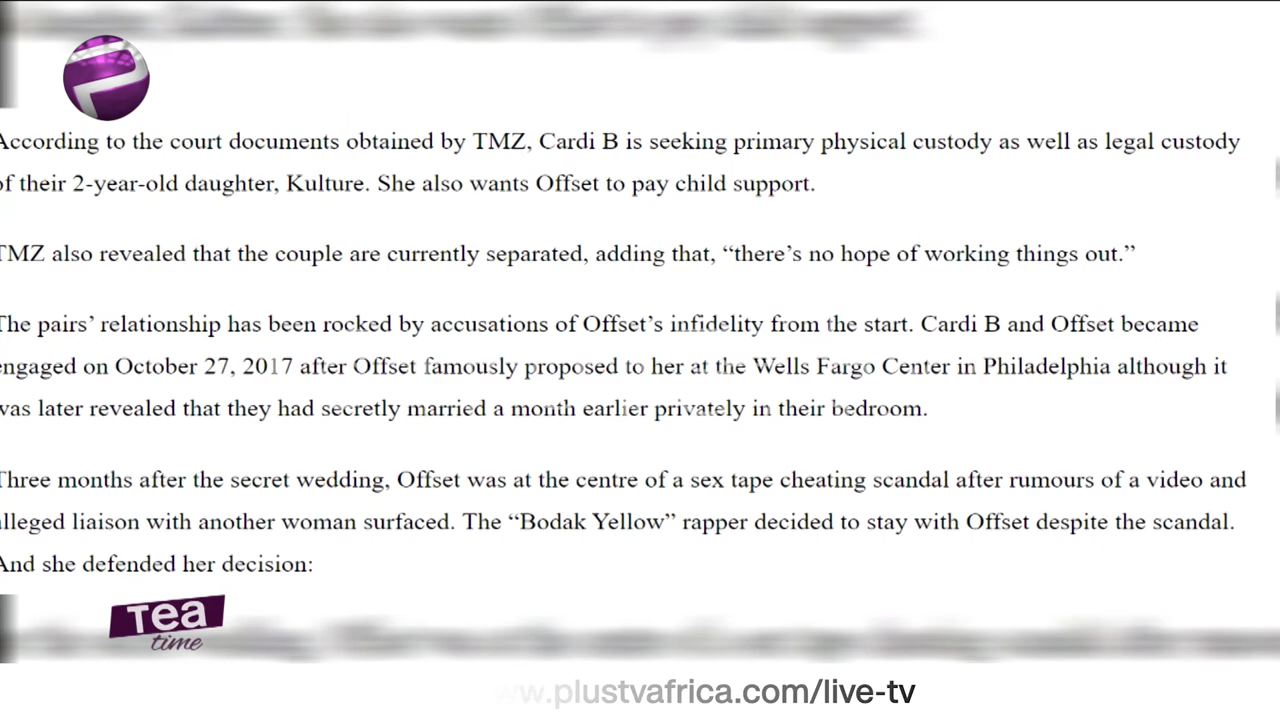 According to the court documents obtained by TMZ, Cardi B is seeking primary physical custody as well as legal custody
of their 2-year-old daughter, Kulture. She also wants Offset to pay child support.
TMZ also revealed that the couple are currently separated, adding that, “there’s no hope of working things out.”
The pairs’ relationship has been rocked by accusations of Offset’s infidelity from the start. Cardi B and Offset became
engaged on October 27, 2017 after Offset famously proposed to her at the Wells Fargo Center in Philadelphia although it
was later revealed that they had secretly married a month earlier privately in their bedroom.
Three months after the secret wedding, Offset was at the centre of a sex tape cheating scandal after rumours of a video and
alleged liaison with another woman surfaced. The “Bodak Yellow” rapper decided to stay with Offset despite the scandal.
And she defended her decision:
Tea
time
www.plustvafrica.com/live-tv